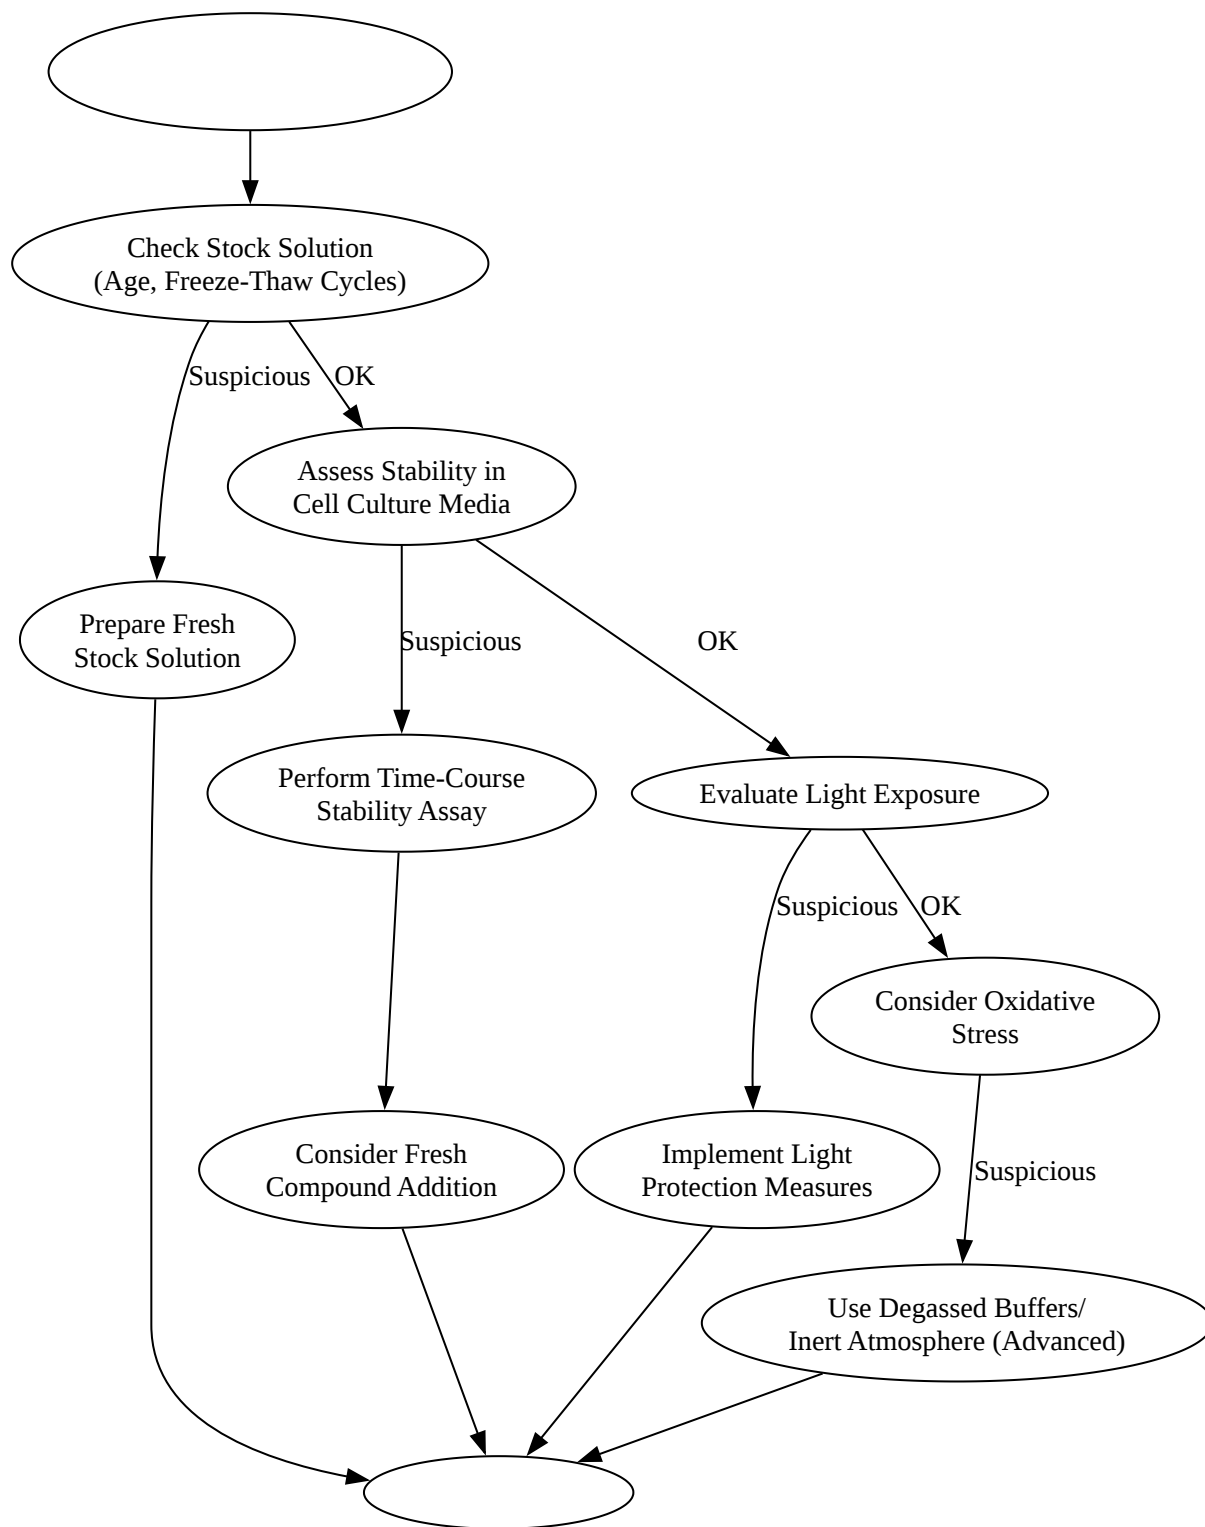 Check Stock Solution
(Age, Freeze-Thaw Cycles)
Suspicious
OK
Assess Stability in
Cell Culture Media
Prepare Fresh
Stock Solution
Suspicious
OK
Perform Time-Course
Stability Assay
Evaluate Light Exposure
Suspicious
OK
Consider Oxidative
Stress
Consider Fresh
Compound Addition
Implement Light
Protection Measures
Suspicious
Use Degassed Buffers/
Inert Atmosphere (Advanced)